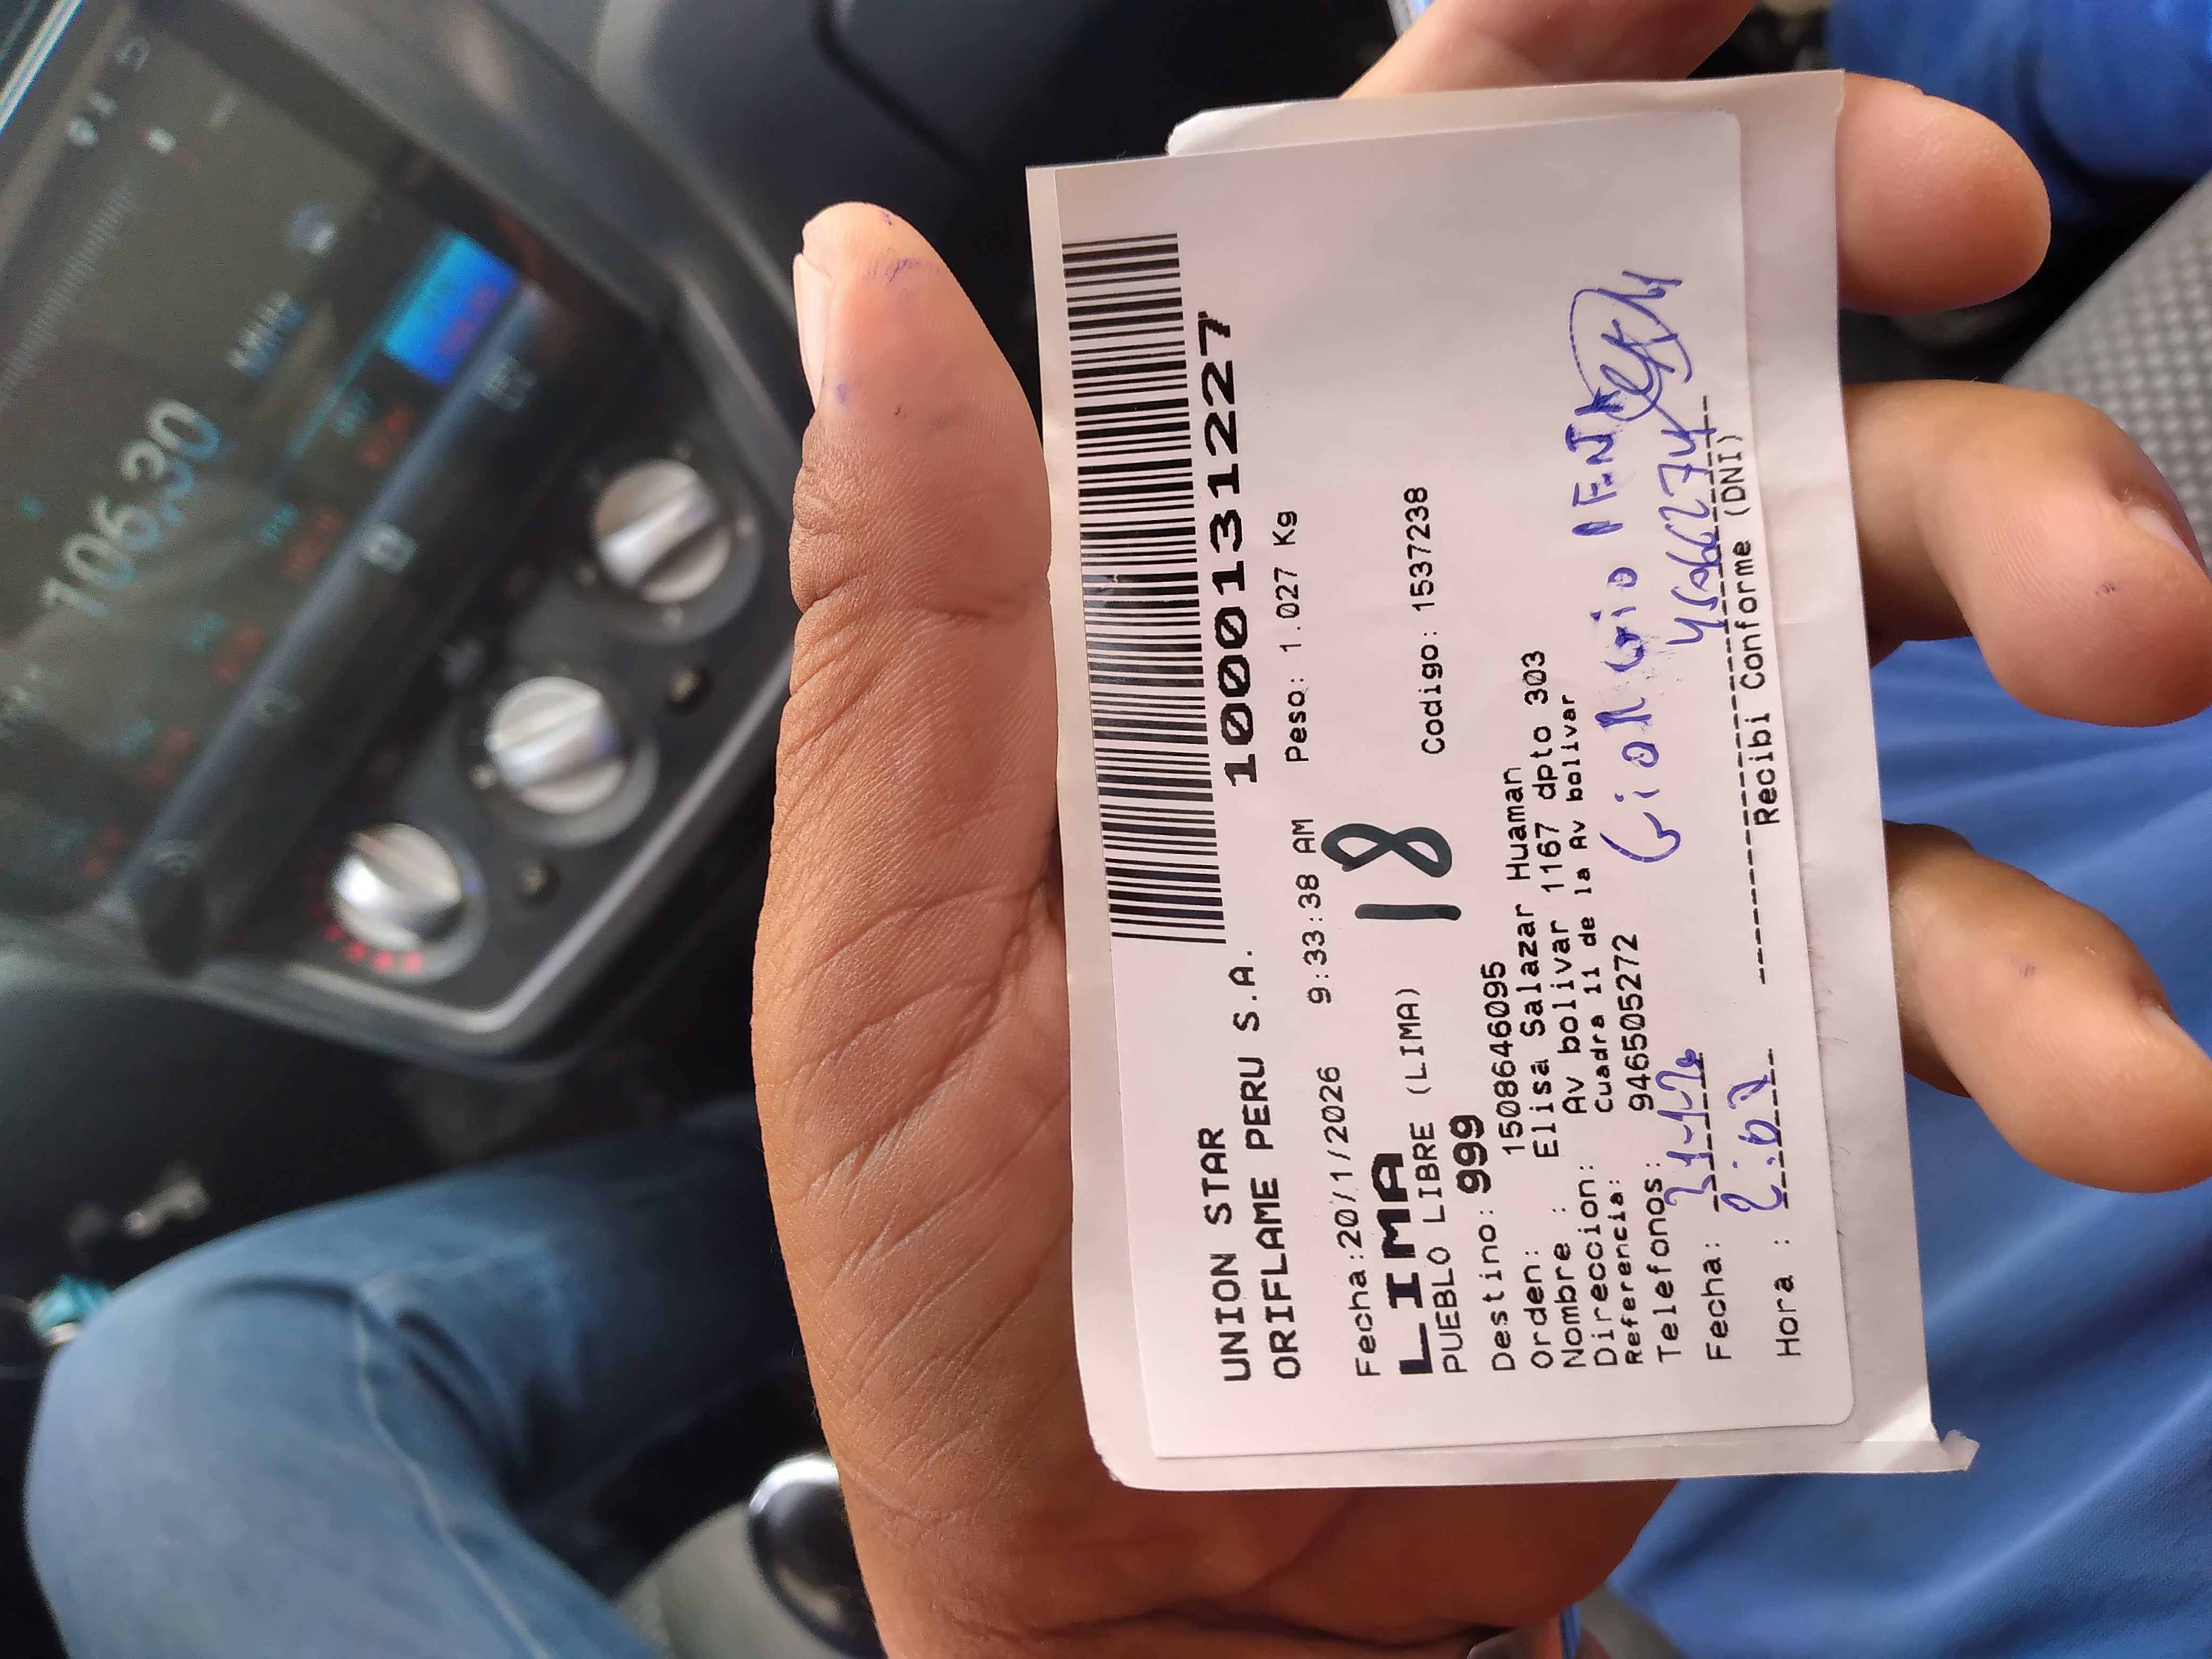 UNION STAR
ORIFLAME PERU S.A.
1000131227
Fecha:20/1/2026 9:33:38 AM Peso: 1.027 Kg
LIMA
PUEBLO LIBRE (LIMA)
18
Codigo: 1537238
Destino: 999
Orden: 1508646095
Nombre : Elisa Salazar Huaman
Direccion: Av bolivar 1167 dpto 303
Referencia: Cuadra 11 de la Av bolivar
Telefonos: 946505272
Giorgio
Fecha:
Hora :
Recibi Conforme (DNI)
106.30